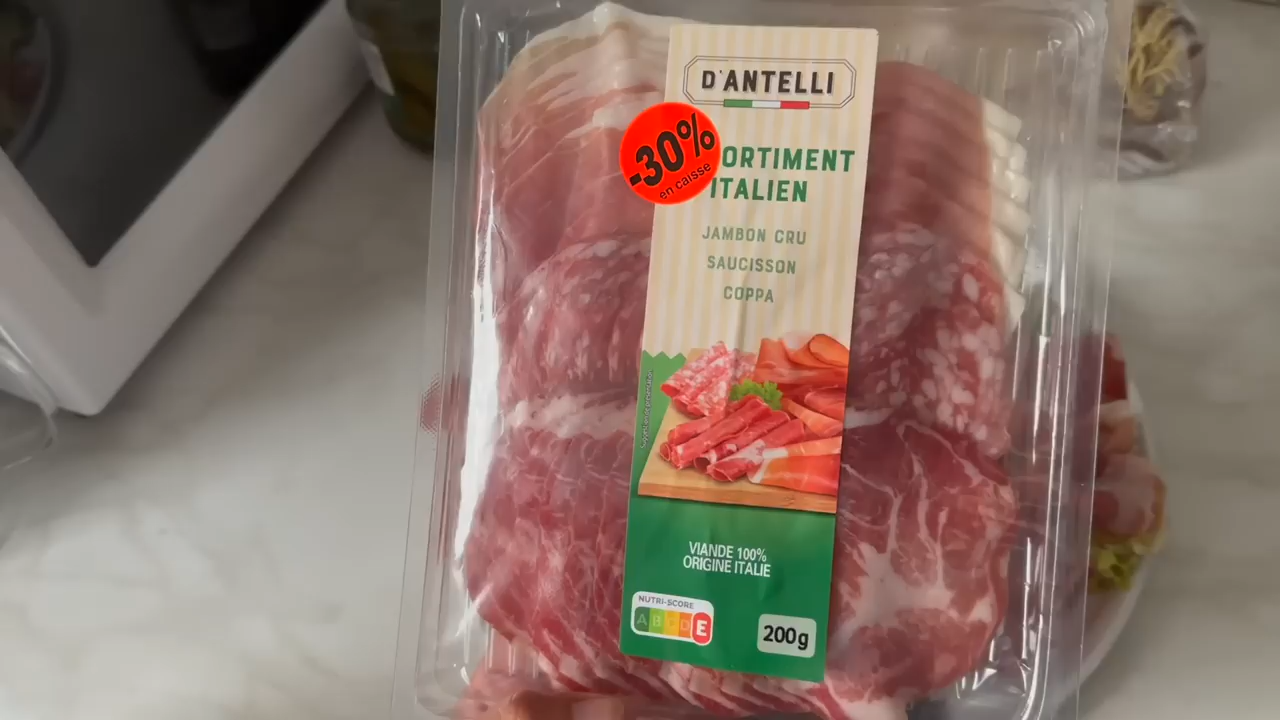 D'ANTELLI
-30%
en caisse
ORTIMENT
ITALIEN
JAMBON CRU
SAUCISSON
COPPA
VIANDE 100%
ORIGINE ITALIE
NUTRI-SCORE
A B C D E
200g